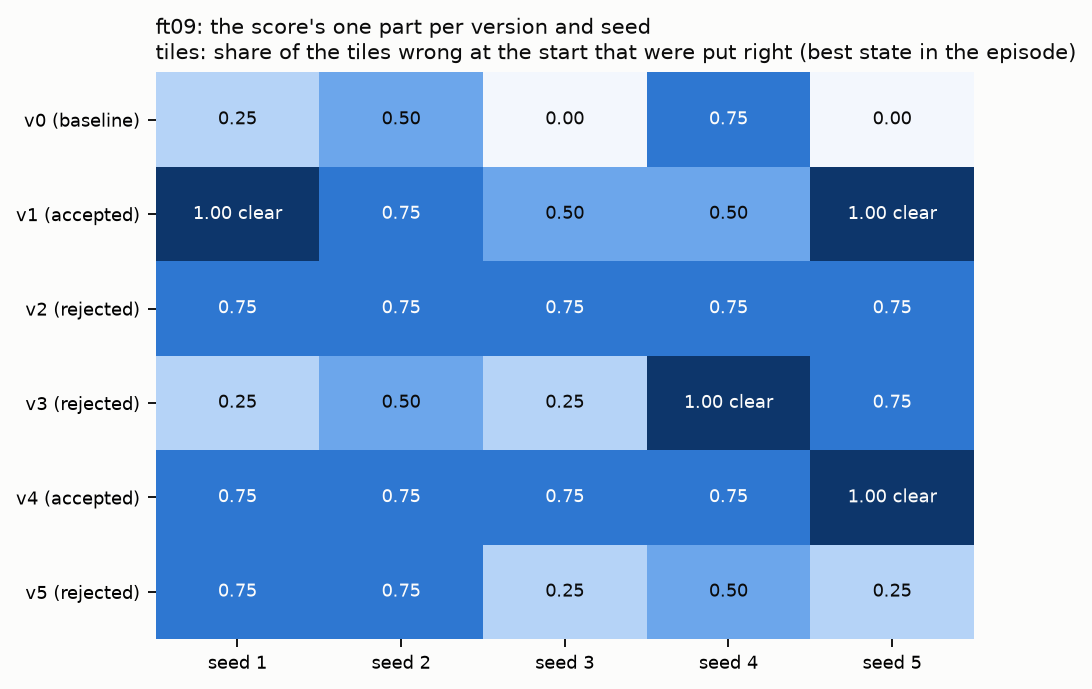 ft09: the score's one part per version and seed
tiles: share of the tiles wrong at the start that were put right (best state in the episode)
v0 (baseline) 0.25 0.50 0.00 0.75 0.00
v1 (accepted) 1.00 clear 0.75 0.50 0.50 1.00 clear
v2 (rejected) 0.75 0.75 0.75 0.75 0.75
v3 (rejected) 0.25 0.50 0.25 1.00 clear 0.75
v4 (accepted) 0.75 0.75 0.75 0.75 1.00 clear
v5 (rejected) 0.75 0.75 0.25 0.50 0.25
seed 1 seed 2 seed 3 seed 4 seed 5